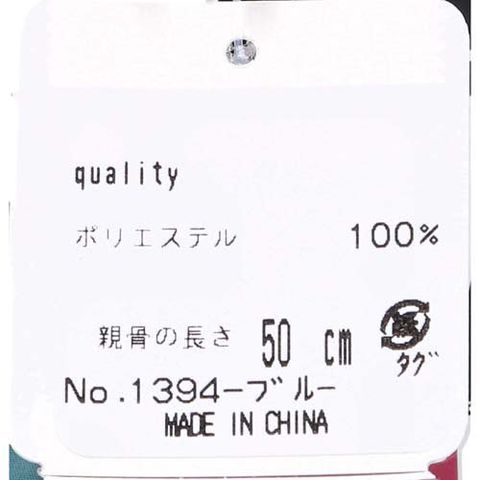 quality
ポリエステル 100%
親骨の長さ 50 cm
タグ
No.1394-ブルー
MADE IN CHINA